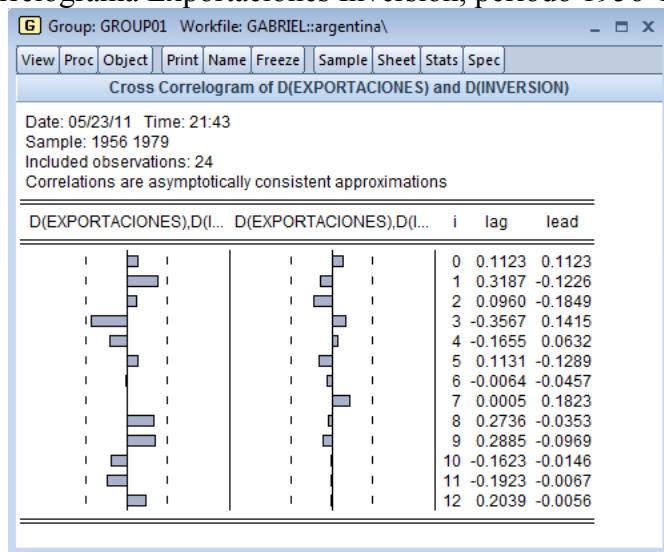 Group: GROUP01 Workfile: GABRIEL::argentina\
View Proc Object Print Name Freeze Sample Sheet Stats Spec
Cross Correlogram of D(EXPORTACIONES) and D(INVERSION)
Date: 05/23/11 Time: 21:43
Sample: 1956 1979
Included observations: 24
Correlations are asymptotically consistent approximations
D(EXPORTACIONES),D(I... D(EXPORTACIONES),D(I... i lag lead
0 0.1123 0.1123
1 0.3187 -0.1226
2 0.0960 -0.1849
3 -0.3567 0.1415
4 -0.1655 0.0632
5 0.1131 -0.1289
6 -0.0064 -0.0457
7 0.0005 0.1823
8 0.2736 -0.0353
9 0.2885 -0.0969
10 -0.1623 -0.0146
11 -0.1923 -0.0067
12 0.2039 -0.0056